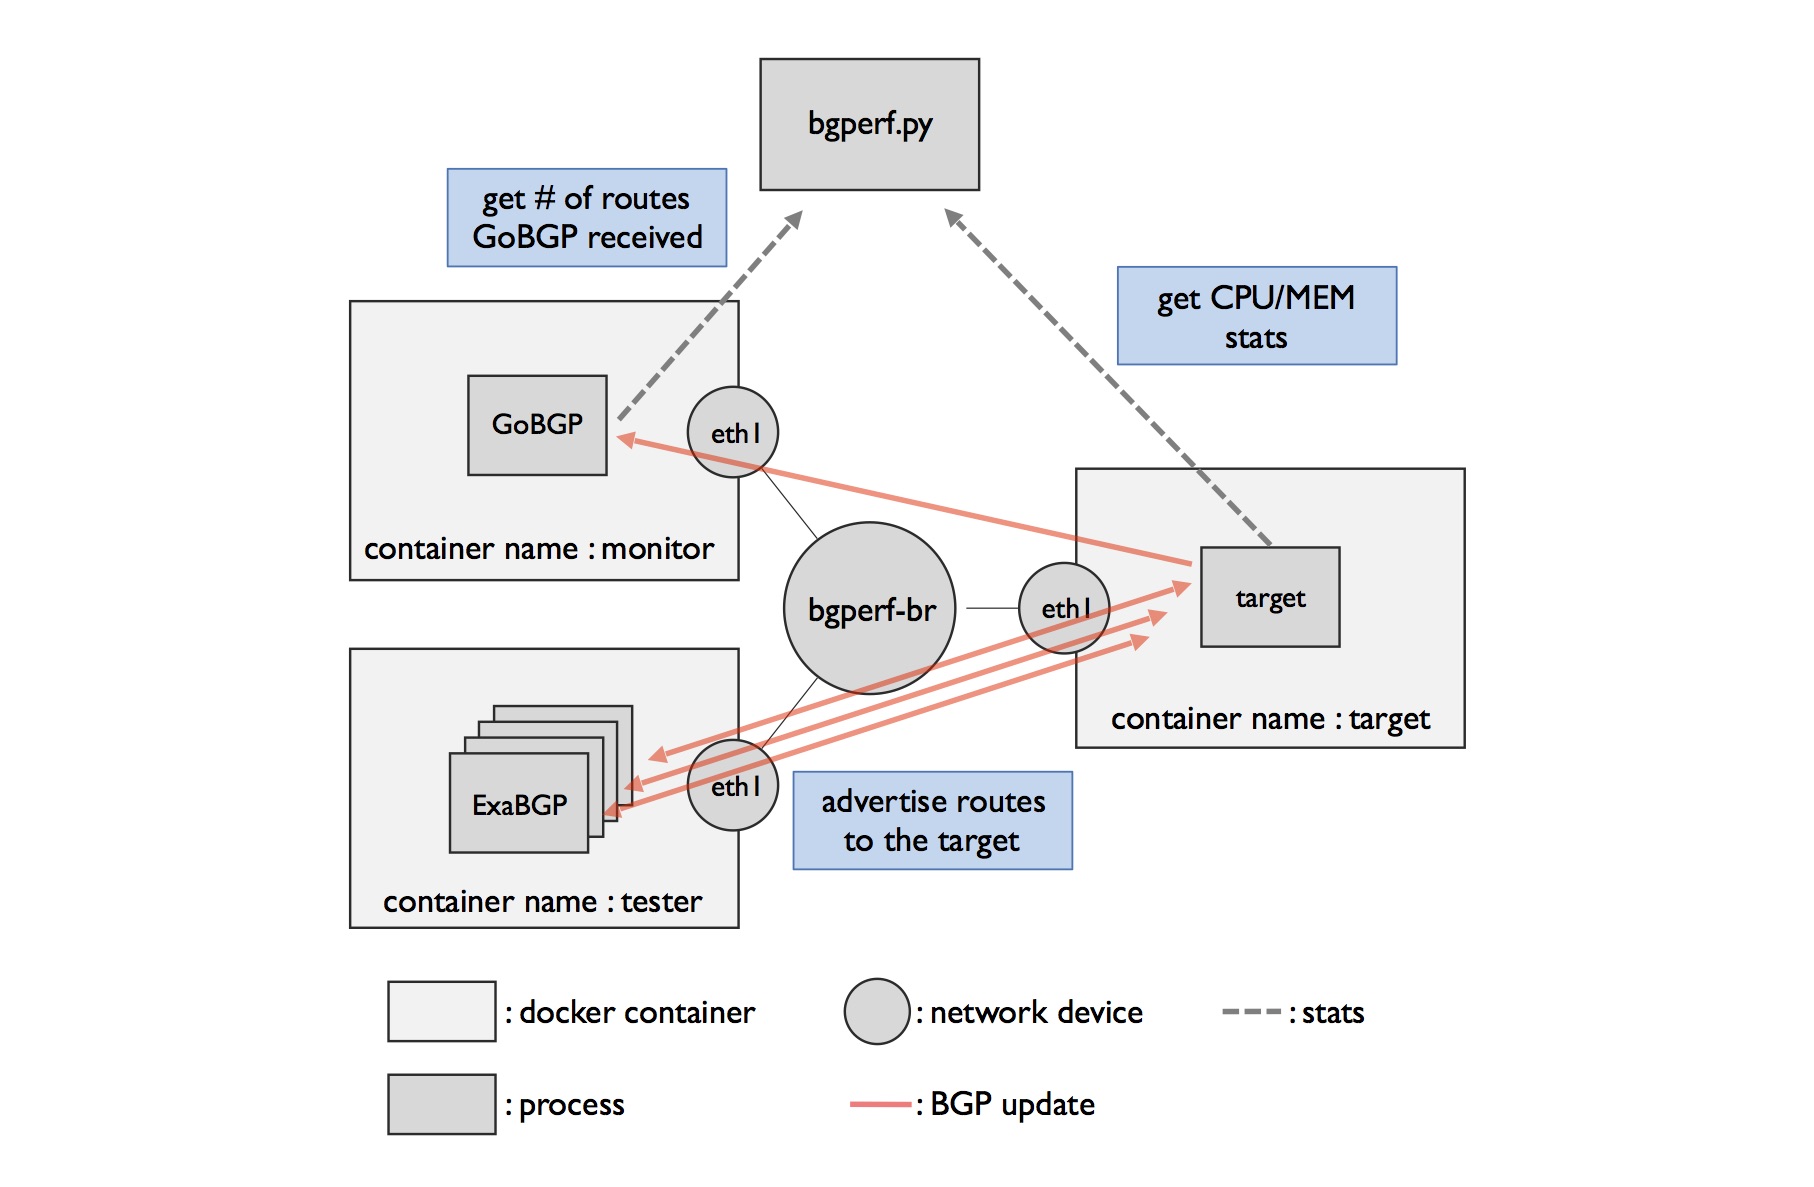 bgperf.py
get # of routes
GoBGP received
get CPU/MEM
stats
GoBGP
eth1
container name : monitor
bgperf-br
eth1
target
container name : target
ExaBGP
eth1
advertise routes
to the target
container name : tester
: docker container
: network device
: stats
: process
: BGP update